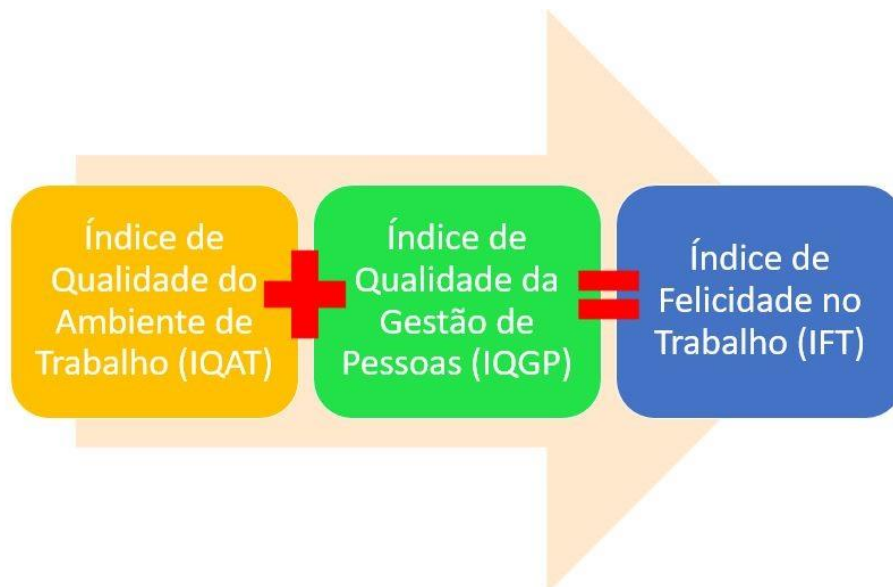 Índice de
Qualidade do
Ambiente de
Trabalho (IQAT)
Índice de
Qualidade da
Gestão de
Pessoas (IQGP)
Índice de
Felicidade no
Trabalho (IFT)